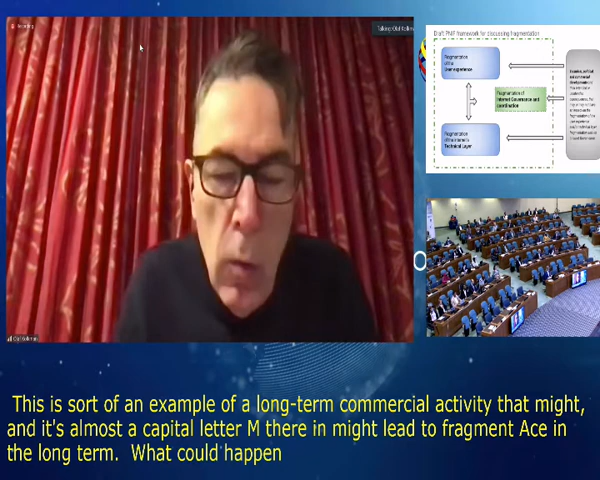 Recording
Talking: Olaf Kolkman
Olaf Kolkman
Draft PNIF framework for discussing fragmentation
Fragmentation
of the
User experience
Fragmentation of
Internet Governance and
coordination
Fragmentation
of the Internet's
Technical Layer
O
This is sort of an example of a long-term commercial activity that might,
and it's almost a capital letter M there in might lead to fragment Ace in
the long term. What could happen